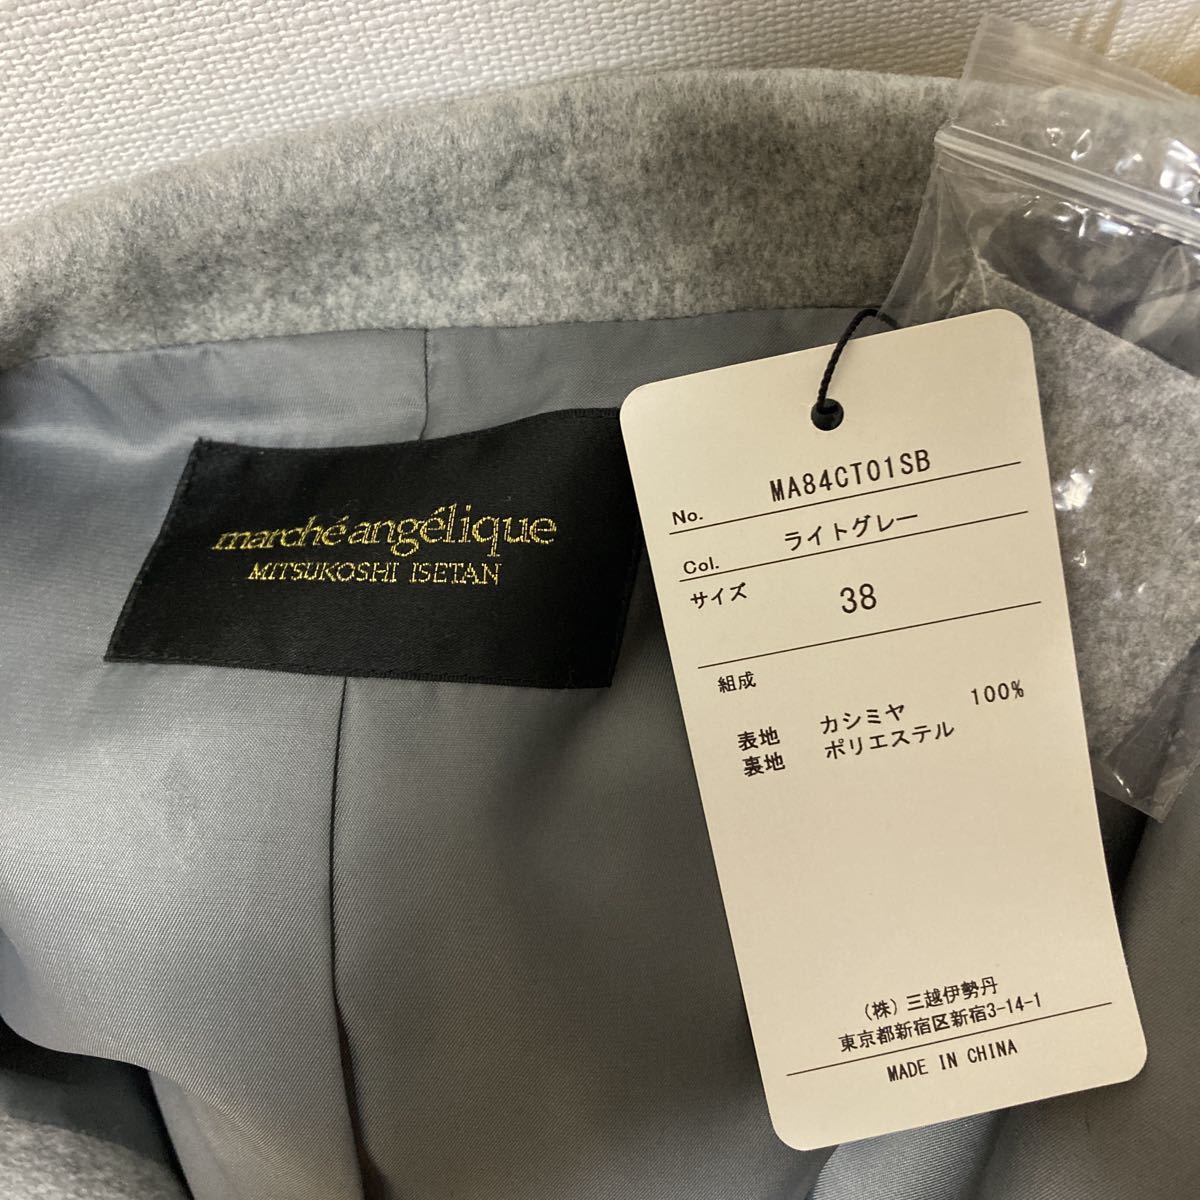 marchéangélique
MITSUKOSHI ISETAN
No. MA84CT01SB
Col. ライトグレー
サイズ 38
組成
表地 カシミヤ 100%
裏地 ポリエステル
(株) 三越伊勢丹
東京都新宿区新宿3-14-1
MADE IN CHINA